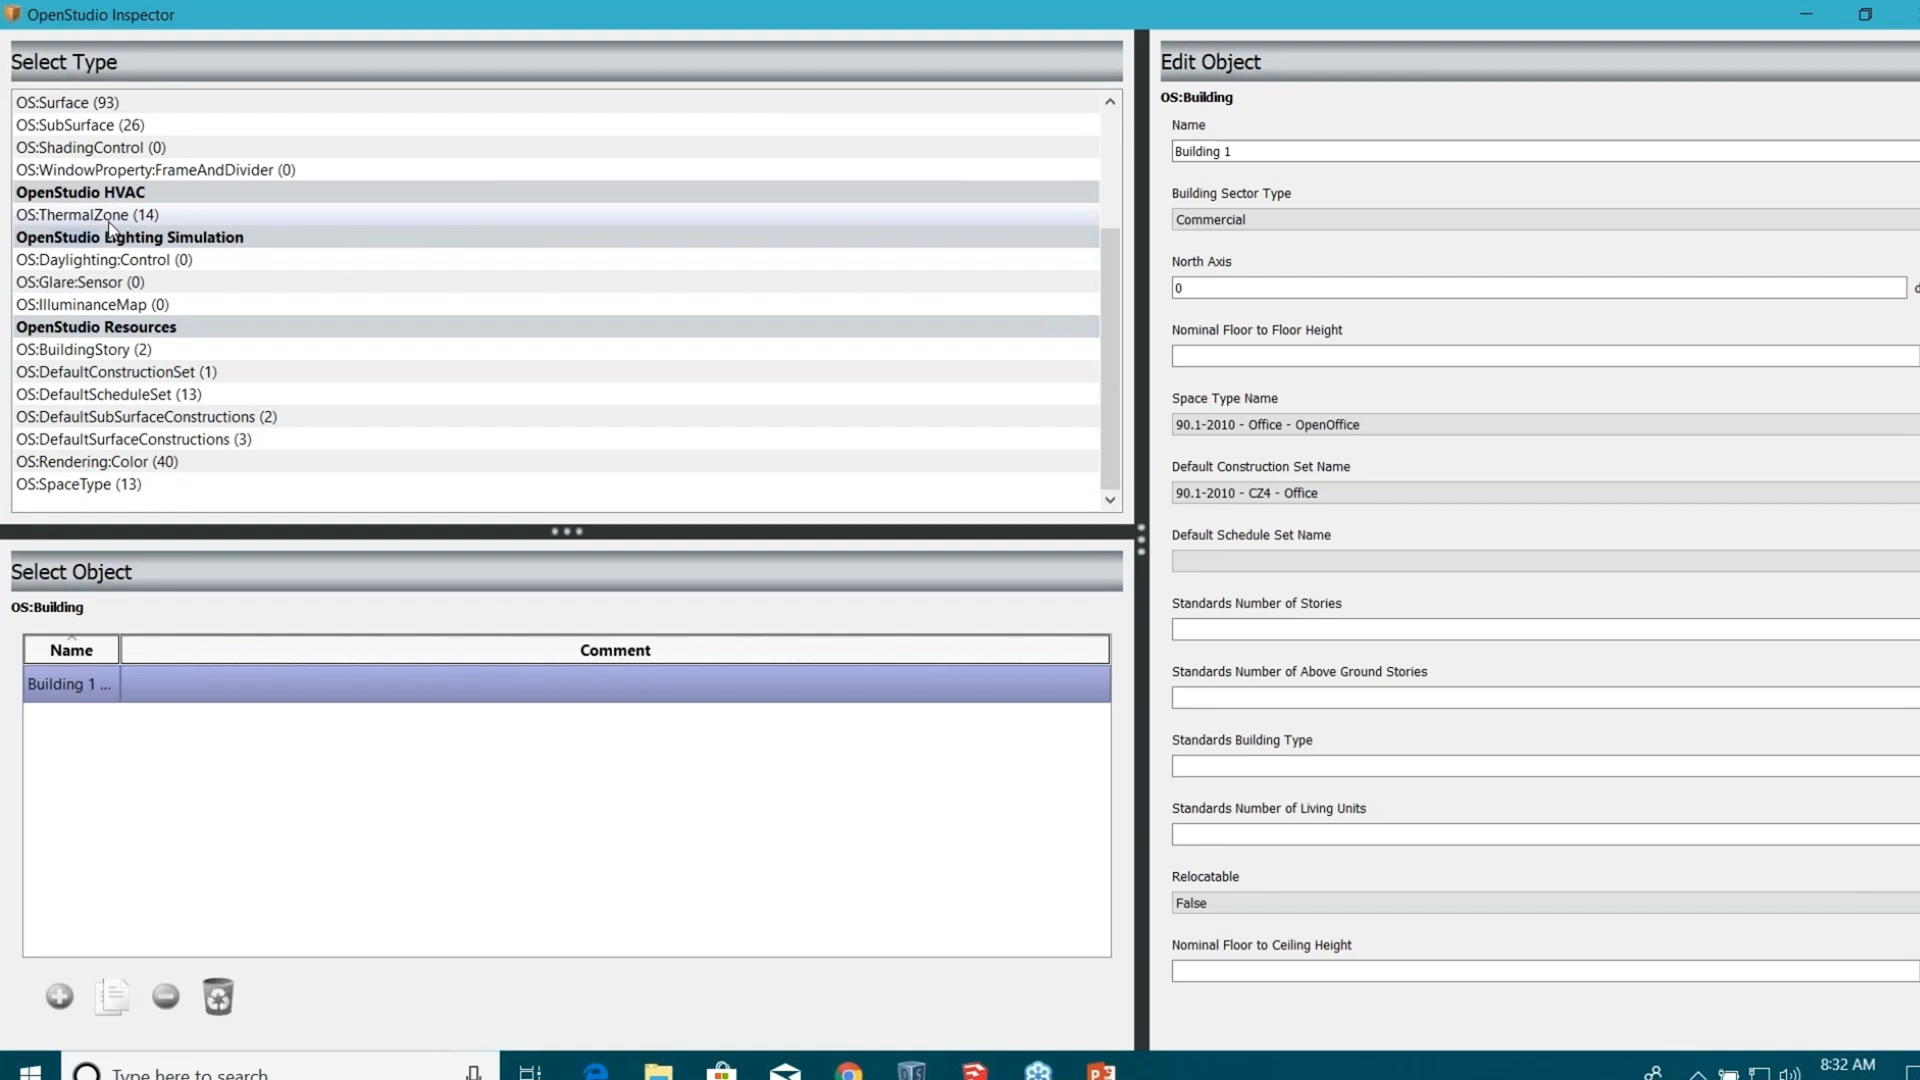 OpenStudio Inspector
Select Type
OS:Surface (93)
OS:SubSurface (26)
OS:ShadingControl (0)
OS:WindowProperty:FrameAndDivider (0)
OpenStudio HVAC
OS:ThermalZone (14)
OpenStudio Lighting Simulation
OS:Daylighting:Control (0)
OS:Glare:Sensor (0)
OS:IlluminanceMap (0)
OpenStudio Resources
OS:BuildingStory (2)
OS:DefaultConstructionSet (1)
OS:DefaultScheduleSet (13)
OS:DefaultSubSurfaceConstructions (2)
OS:DefaultSurfaceConstructions (3)
OS:Rendering:Color (40)
OS:SpaceType (13)
Select Object
OS:Building
Name Comment
Building 1 ...
Edit Object
OS:Building
Name
Building 1
Building Sector Type
Commercial
North Axis
0
Nominal Floor to Floor Height
Space Type Name
90.1-2010 - Office - OpenOffice
Default Construction Set Name
90.1-2010 - CZ4 - Office
Default Schedule Set Name
Standards Number of Stories
Standards Number of Above Ground Stories
Standards Building Type
Standards Number of Living Units
Relocatable
False
Nominal Floor to Ceiling Height
Type here to search
8:32 AM